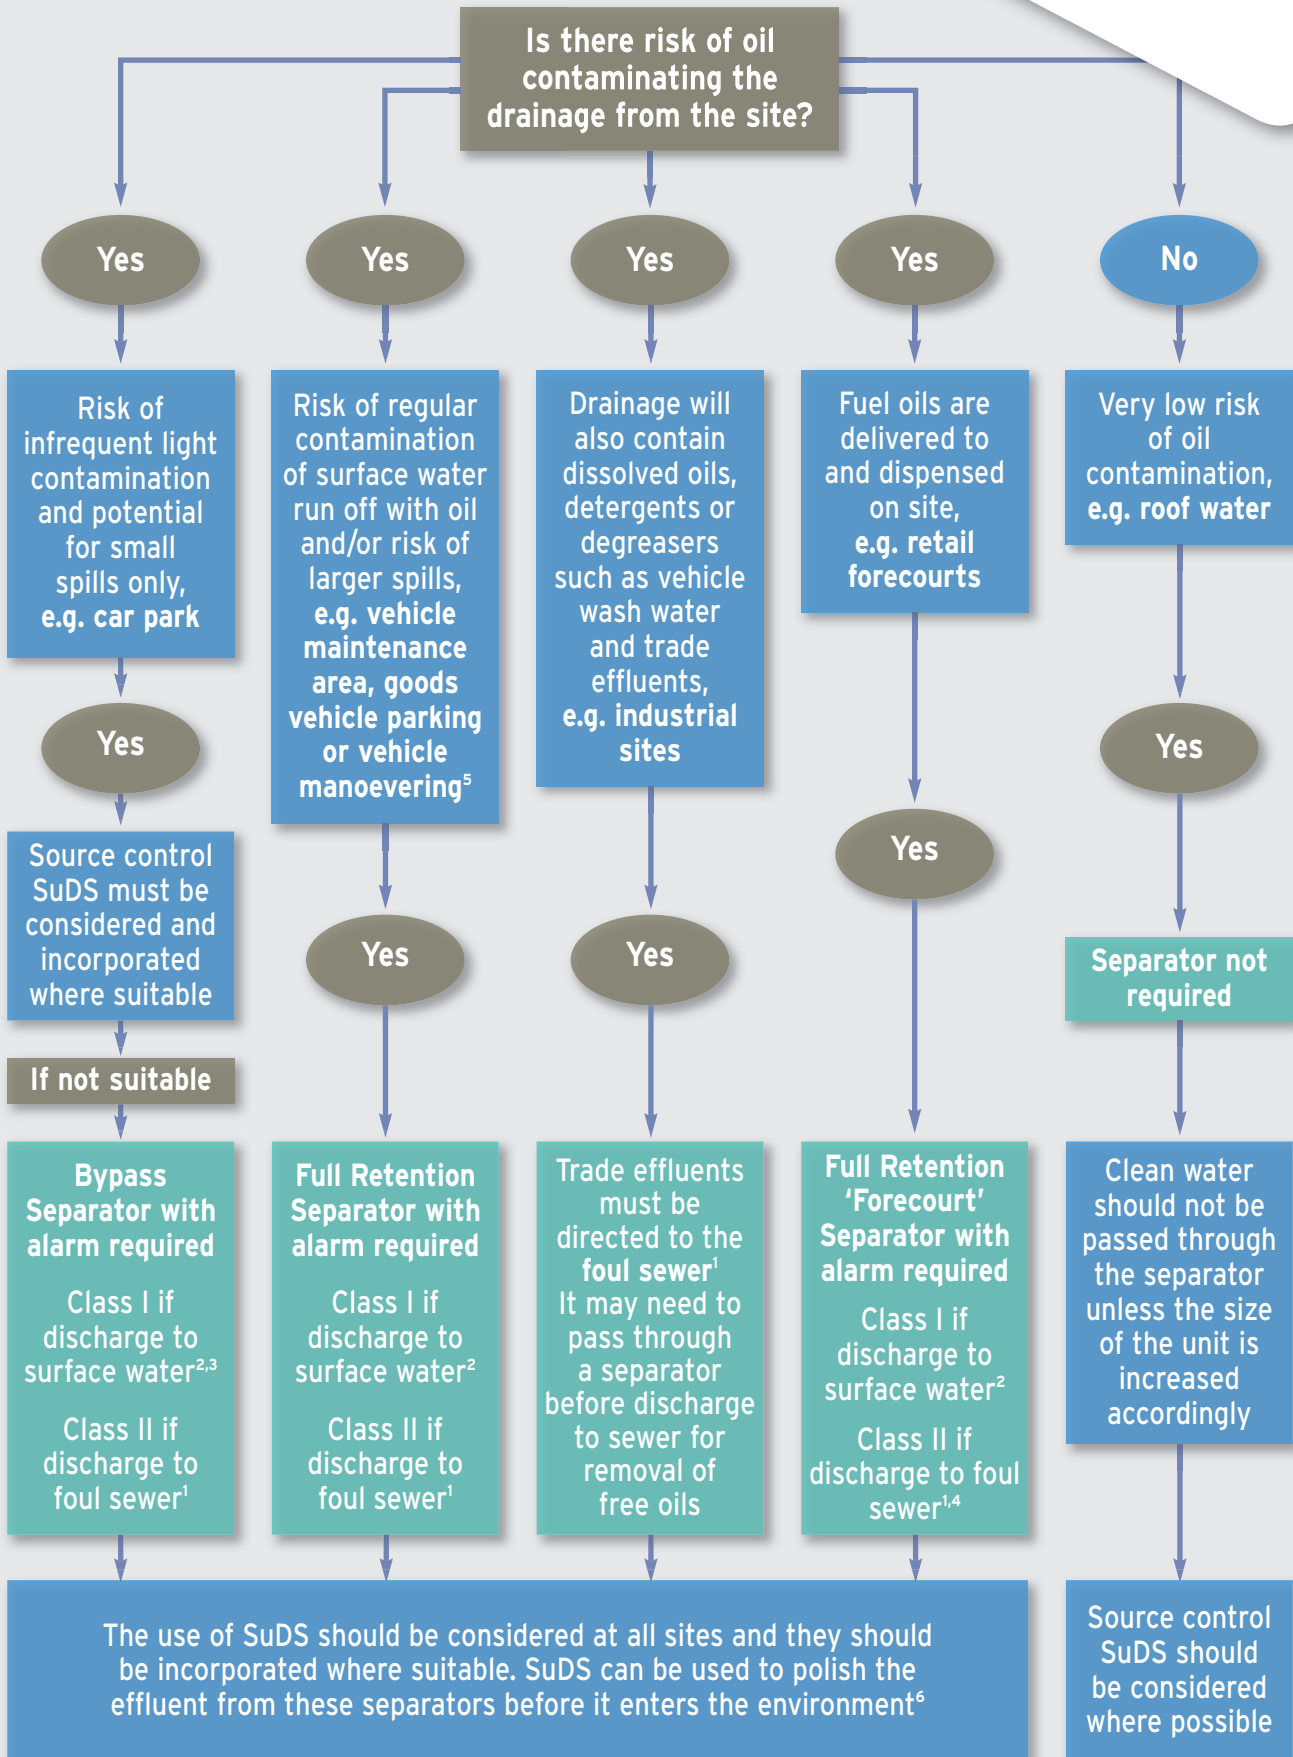 Is there risk of oil
contaminating the
drainage from the site?
Yes
Yes
Yes
Yes
No
Risk of
infrequent light
contamination
and potential
for small
spills only,
e.g. car park
Yes
Source control
SuDS must be
considered and
incorporated
where suitable
If not suitable
Bypass
Separator with
alarm required
Class I if
discharge to
surface water2,3
Class II if
discharge to
foul sewer1
Risk of regular
contamination
of surface water
run off with oil
and/or risk of
larger spills,
e.g. vehicle
maintenance
area, goods
vehicle parking
or vehicle
manoevering5
Yes
Full Retention
Separator with
alarm required
Class I if
discharge to
surface water2
Class II if
discharge to
foul sewer1
Drainage will
also contain
dissolved oils,
detergents or
degreasers
such as vehicle
wash water
and trade
effluents,
e.g. industrial
sites
Yes
Trade effluents
must be
directed to the
foul sewer1
It may need to
pass through
a separator
before discharge
to sewer for
removal of
free oils
Fuel oils are
delivered to
and dispensed
on site,
e.g. retail
forecourts
Yes
Full Retention
‘Forecourt’
Separator with
alarm required
Class I if
discharge to
surface water2
Class II if
discharge to foul
sewer1,4
Very low risk
of oil
contamination,
e.g. roof water
Yes
Separator not
required
Clean water
should not be
passed through
the separator
unless the size
of the unit is
increased
accordingly
The use of SuDS should be considered at all sites and they should
be incorporated where suitable. SuDS can be used to polish the
effluent from these separators before it enters the environment6
Source control
SuDS should
be considered
where possible